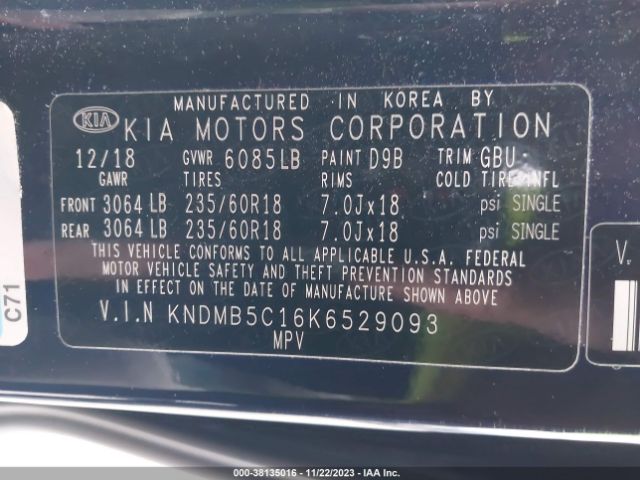 MANUFACTURED IN KOREA BY
KIA KIA MOTORS CORPORATION
12/18 GVWR 6085LB PAINT D9B TRIM GBU
GAWR TIRES RIMS COLD TIRE INFL
FRONT 3064 LB 235/60R18 7.0Jx18 psi SINGLE
REAR 3064 LB 235/60R18 7.0Jx18 psi SINGLE
THIS VEHICLE CONFORMS TO ALL APPLICABLE U.S.A. FEDERAL
MOTOR VEHICLE SAFETY AND THEFT PREVENTION STANDARDS
IN EFFECT ON THE DATE OF MANUFACTURE SHOWN ABOVE
V.I.N KNDMB5C16K6529093
MPV
C71
V.
000-38135016 - 11/22/2023 - IAAI.COM